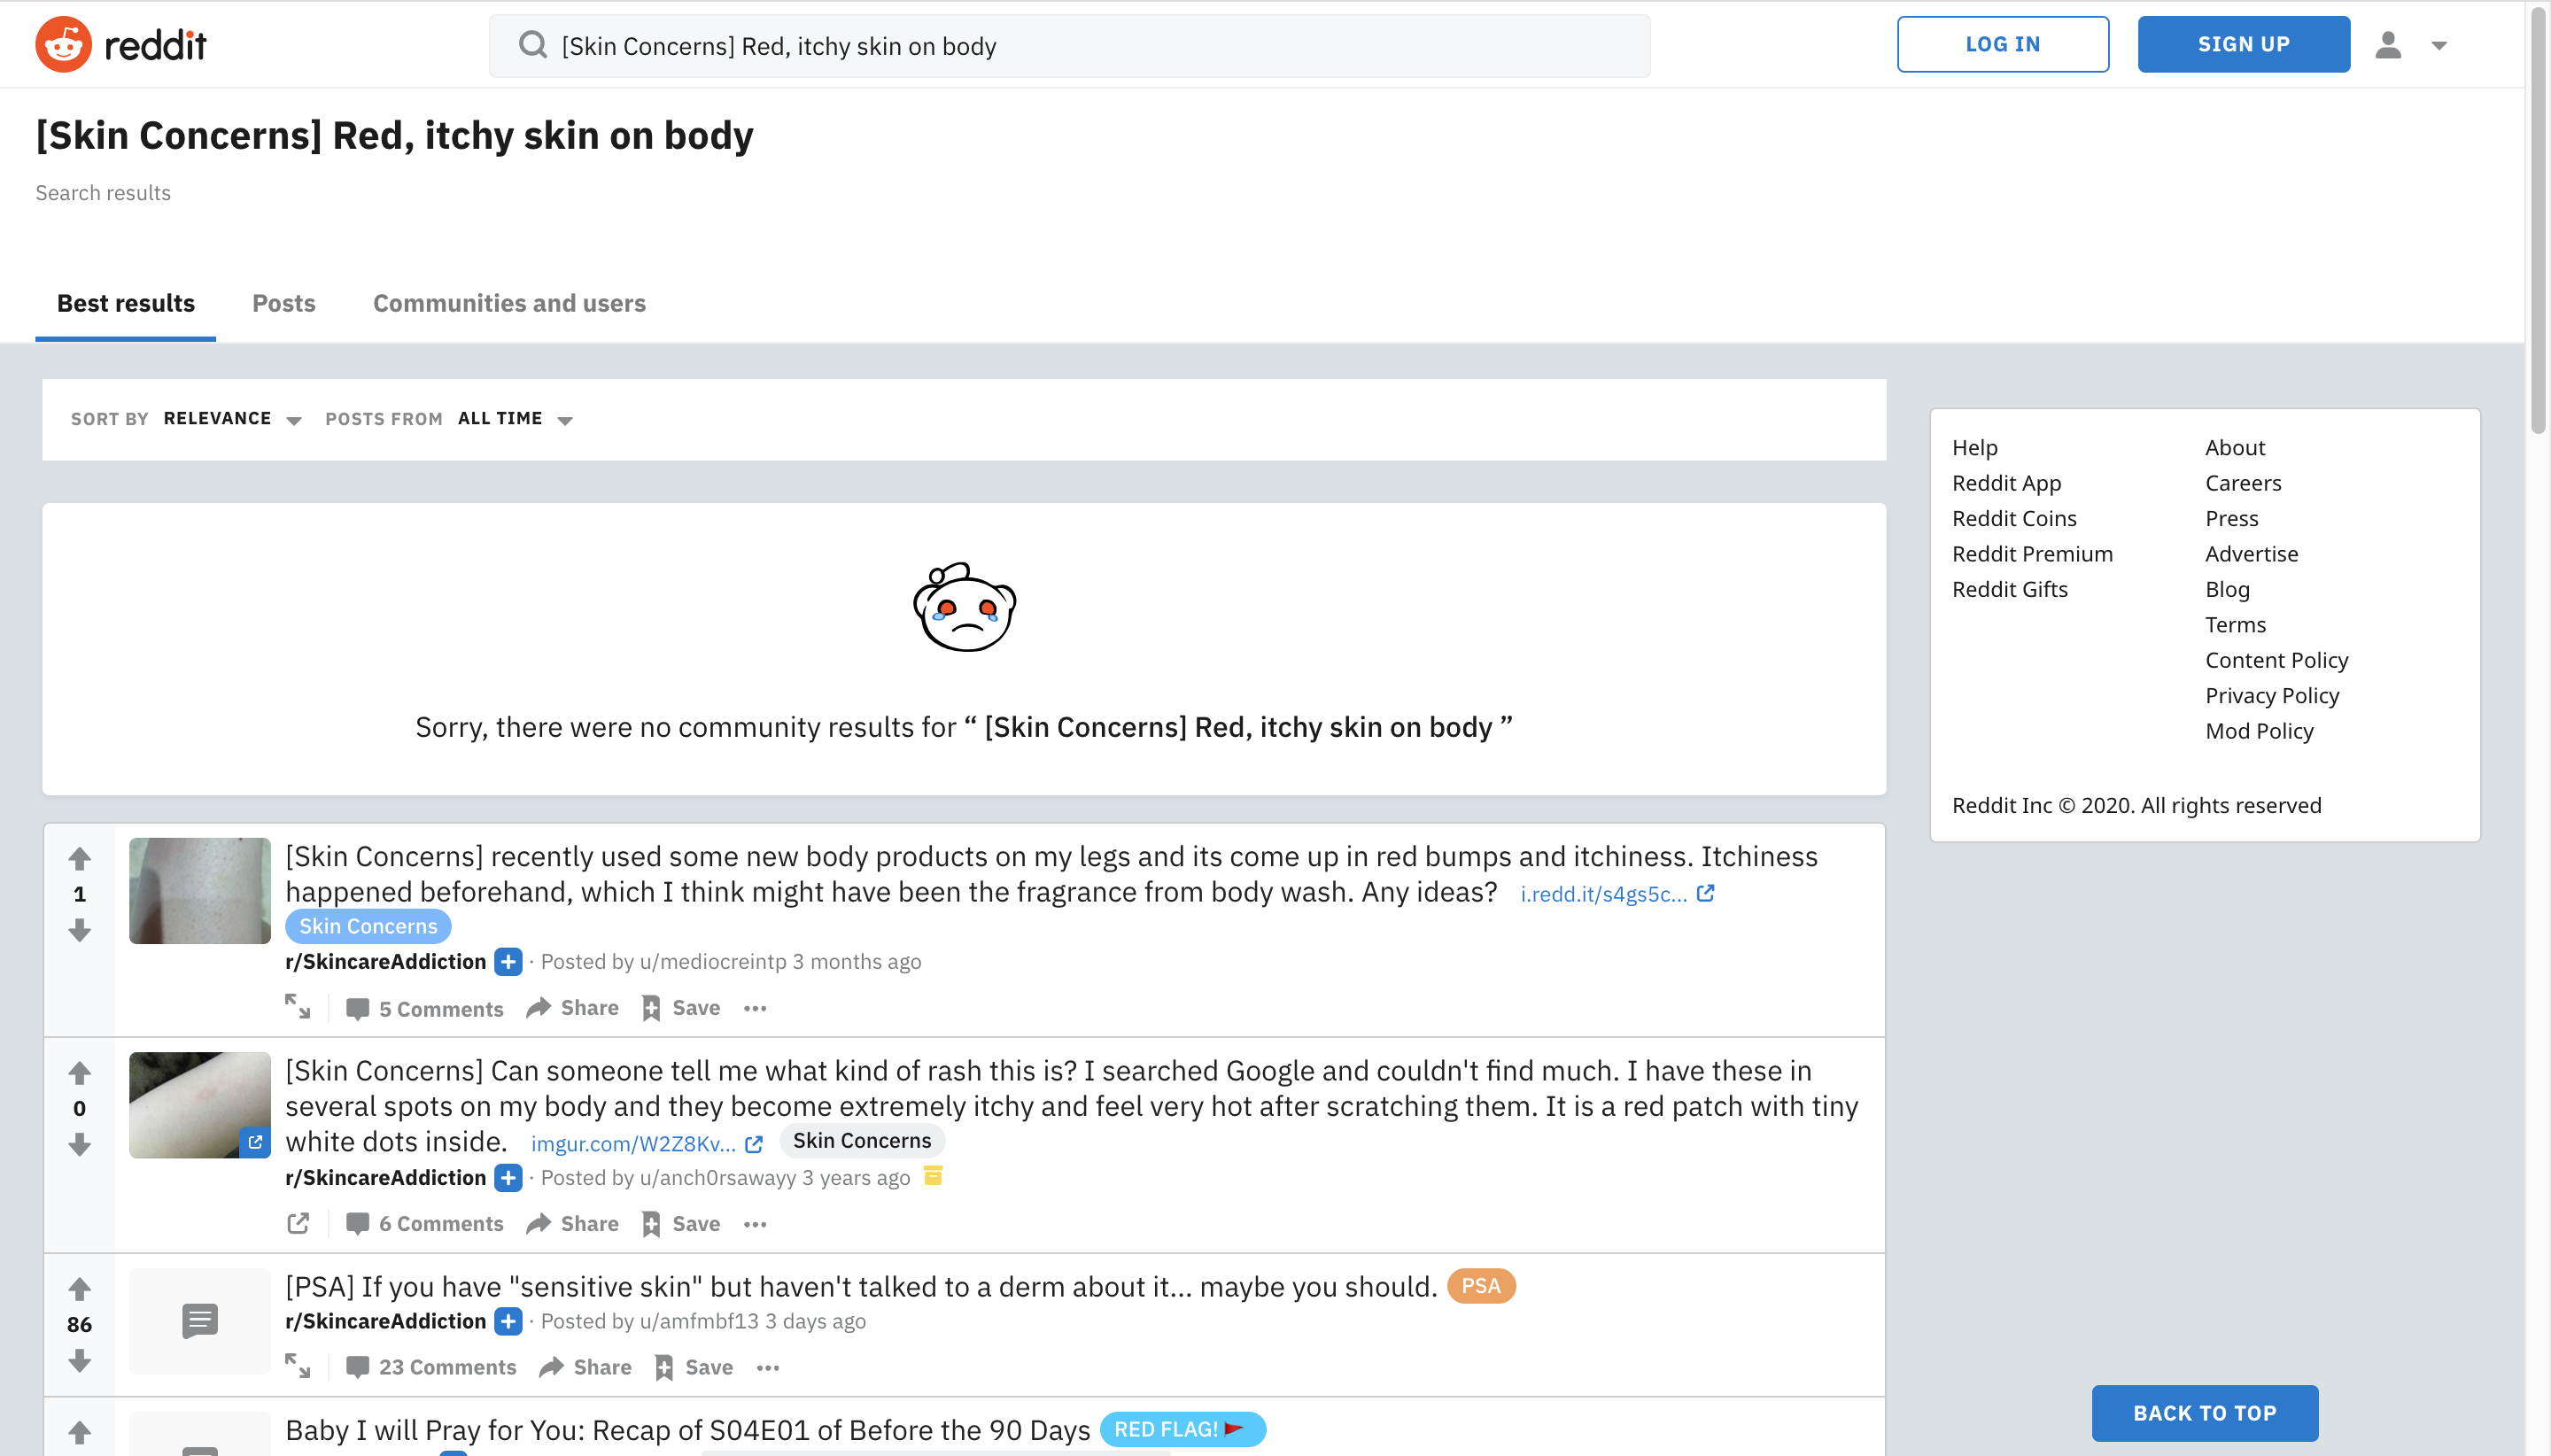 reddit
[Skin Concerns] Red, itchy skin on body
LOG IN
SIGN UP
[Skin Concerns] Red, itchy skin on body
Search results
Best results
Posts
Communities and users
SORT BY RELEVANCE POSTS FROM ALL TIME
Sorry, there were no community results for “ [Skin Concerns] Red, itchy skin on body ”
1
[Skin Concerns] recently used some new body products on my legs and its come up in red bumps and itchiness. Itchiness
happened beforehand, which I think might have been the fragrance from body wash. Any ideas? i.redd.it/s4gs5c...
Skin Concerns
r/SkincareAddiction · Posted by u/mediocreintp 3 months ago
5 Comments Share Save ...
0
[Skin Concerns] Can someone tell me what kind of rash this is? I searched Google and couldn't find much. I have these in
several spots on my body and they become extremely itchy and feel very hot after scratching them. It is a red patch with tiny
white dots inside. imgur.com/W2Z8Kv... Skin Concerns
r/SkincareAddiction · Posted by u/anch0rsawayy 3 years ago
6 Comments Share Save ...
86
[PSA] If you have "sensitive skin" but haven't talked to a derm about it... maybe you should. PSA
r/SkincareAddiction · Posted by u/amfmbf13 3 days ago
23 Comments Share Save ...
Baby I will Pray for You: Recap of S04E01 of Before the 90 Days RED FLAG!
Help
Reddit App
Reddit Coins
Reddit Premium
Reddit Gifts
About
Careers
Press
Advertise
Blog
Terms
Content Policy
Privacy Policy
Mod Policy
Reddit Inc © 2020. All rights reserved
BACK TO TOP